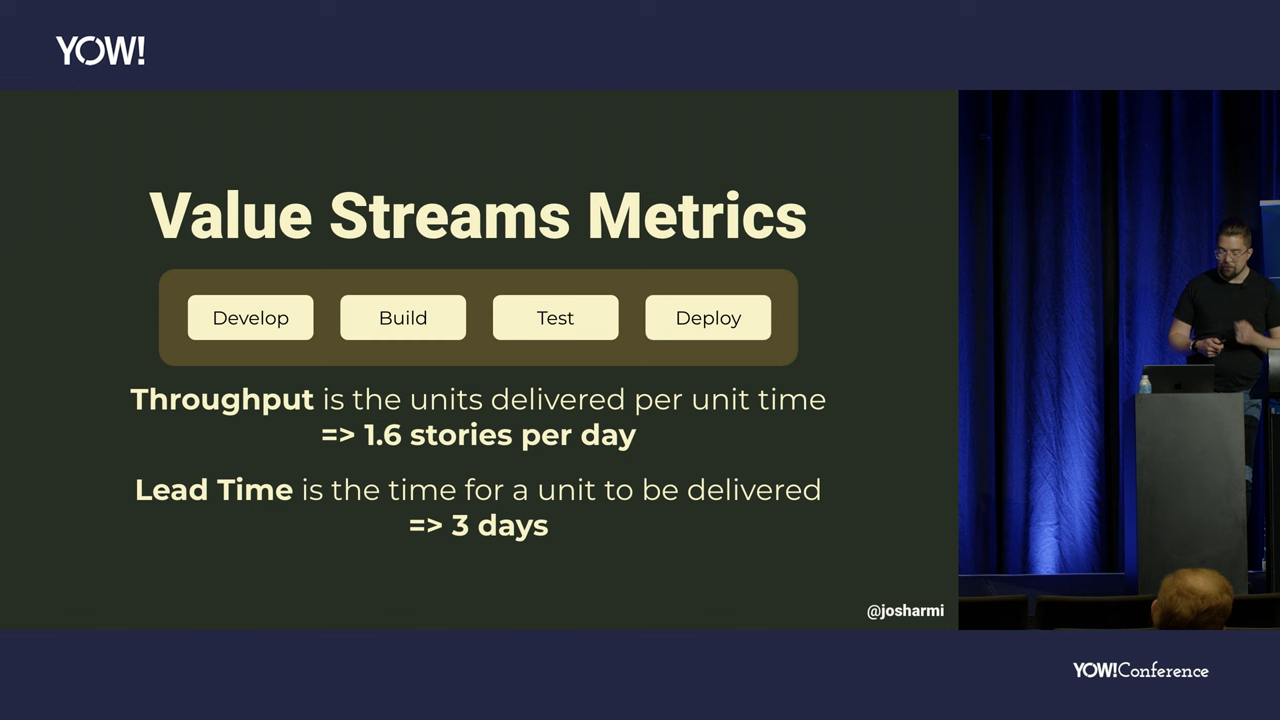 YOW!
Value Streams Metrics
Develop
Build
Test
Deploy
Throughput is the units delivered per unit time
=> 1.6 stories per day
Lead Time is the time for a unit to be delivered
=> 3 days
@josharmi
YOW!Conference